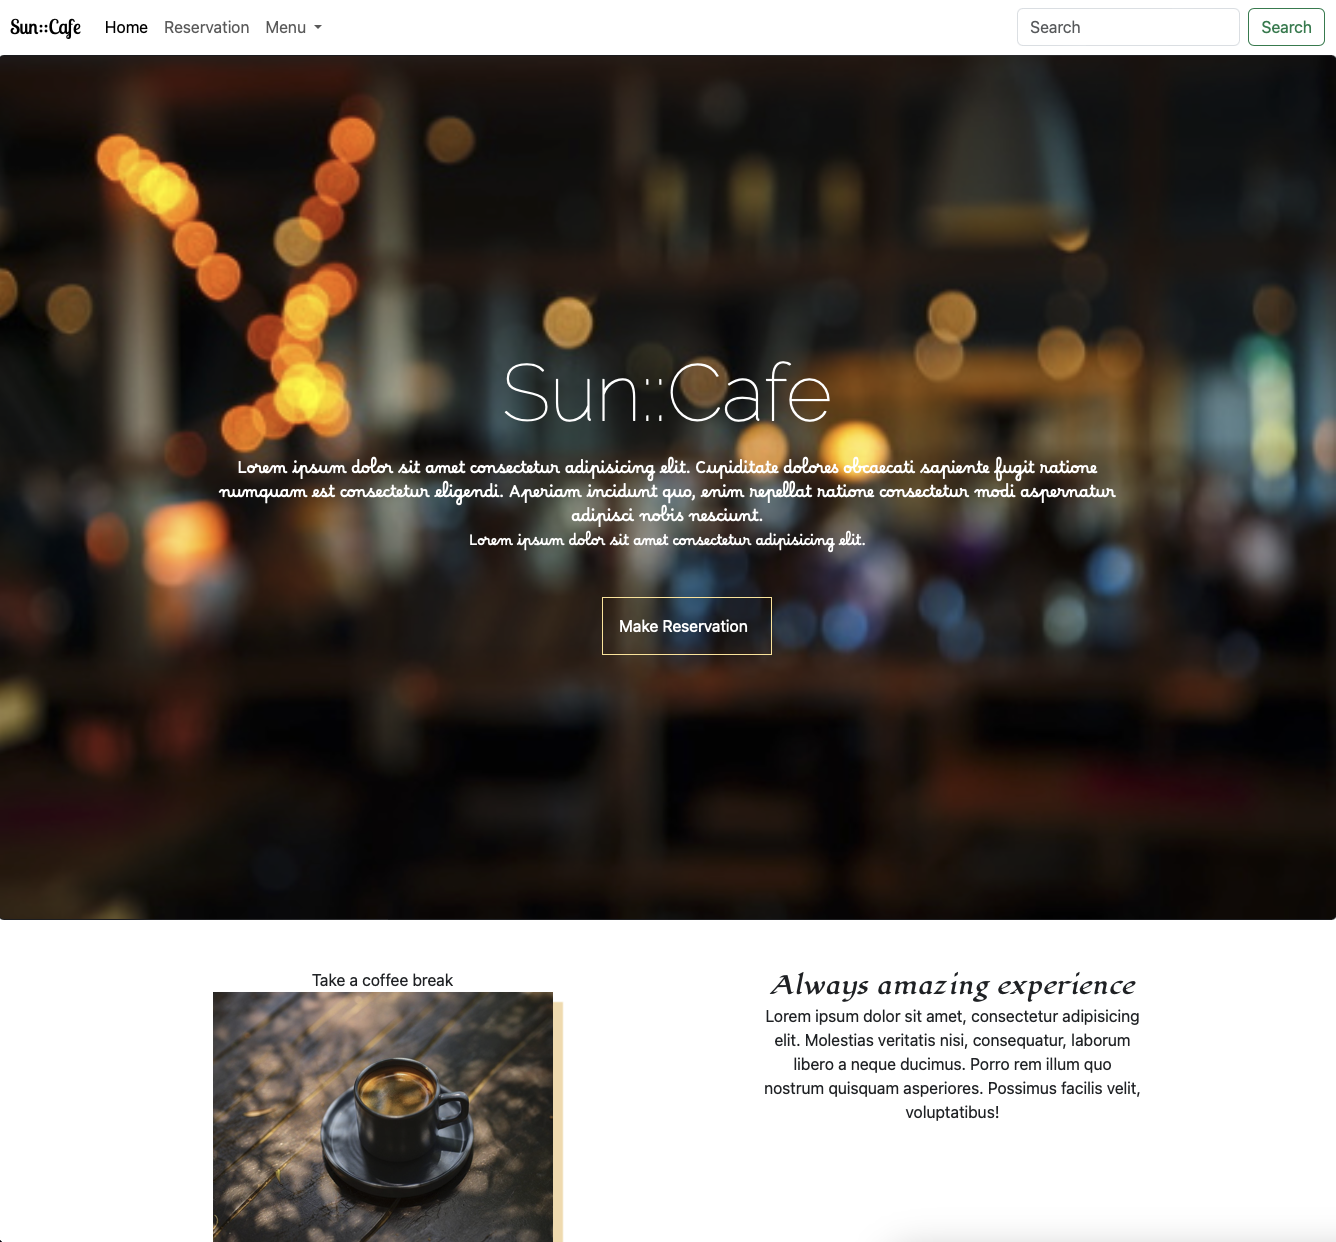 Sun::Cafe Home Reservation Menu Search Search
Sun::Cafe
Lorem ipsum dolor sit amet consectetur adipisicing elit. Cupiditate dolores obcaecati sapiente fugit ratione
numquam est consectetur eligendi. Aperiam incidunt quo, enim repellat ratione consectetur modi aspernatur
adipisci nobis nesciunt.
Lorem ipsum dolor sit amet consectetur adipisicing elit.
Make Reservation
Take a coffee break
Always amazing experience
Lorem ipsum dolor sit amet, consectetur adipisicing
elit. Molestias veritatis nisi, consequatur, laborum
libero a neque ducimus. Porro rem illum quo
nostrum quisquam asperiores. Possimus facilis velit,
voluptatibus!